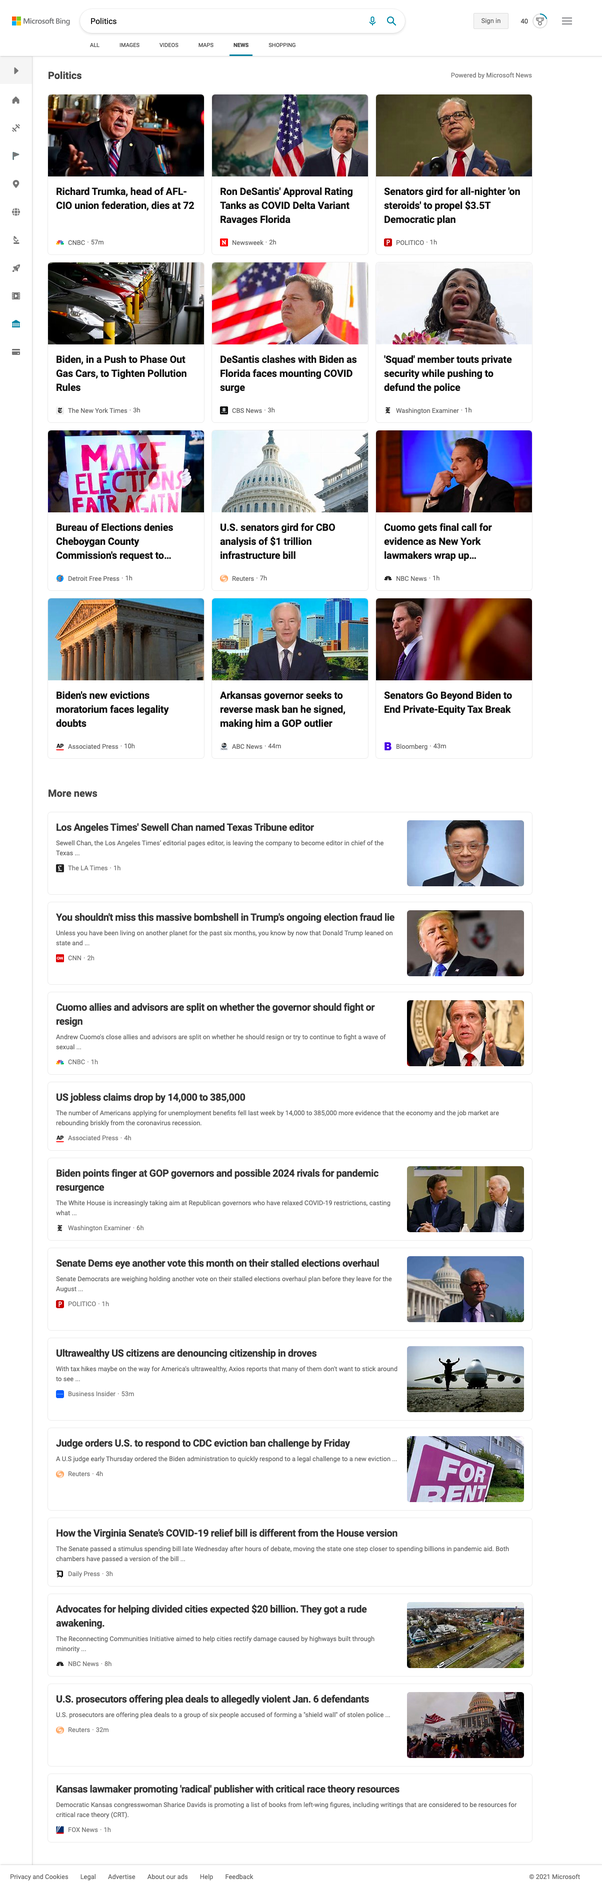 Microsoft Bing
Politics
Sign in
40
ALL
IMAGES
VIDEOS
MAPS
NEWS
SHOPPING
Politics
Powered by Microsoft News
Richard Trumka, head of AFL-
CIO union federation, dies at 72
CNBC · 57m
Ron DeSantis' Approval Rating
Tanks as COVID Delta Variant
Ravages Florida
Newsweek · 2h
Senators gird for all-nighter 'on
steroids' to propel $3.5T
Democratic plan
POLITICO · 1h
Biden, in a Push to Phase Out
Gas Cars, to Tighten Pollution
Rules
The New York Times · 3h
DeSantis clashes with Biden as
Florida faces mounting COVID
surge
CBS News · 3h
'Squad' member touts private
security while pushing to
defund the police
Washington Examiner · 1h
MAKE
ELECTIONS
FAIR AGAIN
Bureau of Elections denies
Cheboygan County
Commission's request to...
Detroit Free Press · 1h
U.S. senators gird for CBO
analysis of $1 trillion
infrastructure bill
Reuters · 7h
Cuomo gets final call for
evidence as New York
lawmakers wrap up...
NBC News · 1h
Biden's new evictions
moratorium faces legality
doubts
AP Associated Press · 10h
Arkansas governor seeks to
reverse mask ban he signed,
making him a GOP outlier
ABC News · 44m
Senators Go Beyond Biden to
End Private-Equity Tax Break
B Bloomberg · 43m
More news
Los Angeles Times' Sewell Chan named Texas Tribune editor
Sewell Chan, the Los Angeles Times' editorial pages editor, is leaving the company to become editor in chief of the
Texas ...
The LA Times · 1h
You shouldn't miss this massive bombshell in Trump's ongoing election fraud lie
Unless you have been living on another planet for the past six months, you know by now that Donald Trump leaned on
state and ...
CNN · 2h
Cuomo allies and advisors are split on whether the governor should fight or
resign
Andrew Cuomo's close allies and advisors are split on whether he should resign or try to continue to fight a wave of
sexual ...
CNBC · 1h
US jobless claims drop by 14,000 to 385,000
The number of Americans applying for unemployment benefits fell last week by 14,000 to 385,000 more evidence that the economy and the job market are
rebounding briskly from the coronavirus recession.
AP Associated Press · 4h
Biden points finger at GOP governors and possible 2024 rivals for pandemic
resurgence
The White House is increasingly taking aim at Republican governors who have relaxed COVID-19 restrictions, casting
what ...
Washington Examiner · 6h
Senate Dems eye another vote this month on their stalled elections overhaul
Senate Democrats are weighing holding another vote on their stalled elections overhaul plan before they leave for the
August ...
POLITICO · 1h
Ultrawealthy US citizens are denouncing citizenship in droves
With tax hikes maybe on the way for America's ultrawealthy, Axios reports that many of them don't want to stick around
to see ...
Business Insider · 53m
Judge orders U.S. to respond to CDC eviction ban challenge by Friday
A U.S judge early Thursday ordered the Biden administration to quickly respond to a legal challenge to a new eviction ...
Reuters · 4h
FOR
RENT
How the Virginia Senate's COVID-19 relief bill is different from the House version
The Senate passed a stimulus spending bill late Wednesday after hours of debate, moving the state one step closer to spending billions in pandemic aid. Both
chambers have passed a version of the bill ...
Daily Press · 3h
Advocates for helping divided cities expected $20 billion. They got a rude
awakening.
The Reconnecting Communities Initiative aimed to help cities rectify damage caused by highways built through
minority ...
NBC News · 8h
U.S. prosecutors offering plea deals to allegedly violent Jan. 6 defendants
U.S. prosecutors are offering plea deals to a group of six people accused of forming a "shield wall" of stolen police ...
Reuters · 32m
Kansas lawmaker promoting 'radical' publisher with critical race theory resources
Democratic Kansas congresswoman Sharice Davids is promoting a list of books from left-wing figures, including writings that are considered to be resources for
critical race theory (CRT).
FOX News · 1h
Privacy and Cookies
Legal
Advertise
About our ads
Help
Feedback
© 2021 Microsoft